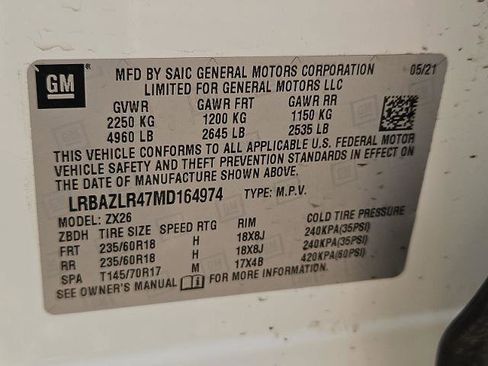 GM ®
MFD BY SAIC GENERAL MOTORS CORPORATION 05/21
LIMITED FOR GENERAL MOTORS LLC
GVWR GAWR FRT GAWR RR
2250 KG 1200 KG 1150 KG
4960 LB 2645 LB 2535 LB
THIS VEHICLE CONFORMS TO ALL APPLICABLE U.S. FEDERAL MOTOR
VEHICLE SAFETY AND THEFT PREVENTION STANDARDS IN EFFECT ON
THE DATE OF MANUFACTURE SHOWN ABOVE.
LRBAZLR47MD164974 TYPE: M.P.V.
MODEL: ZX26
ZBDH TIRE SIZE SPEED RTG RIM COLD TIRE PRESSURE
FRT 235/60R18 H 18X8J 240KPA(35PSI)
RR 235/60R18 H 18X8J 240KPA(35PSI)
SPA T145/70R17 M 17X4B 420KPA(60PSI)
SEE OWNER'S MANUAL FOR MORE INFORMATION